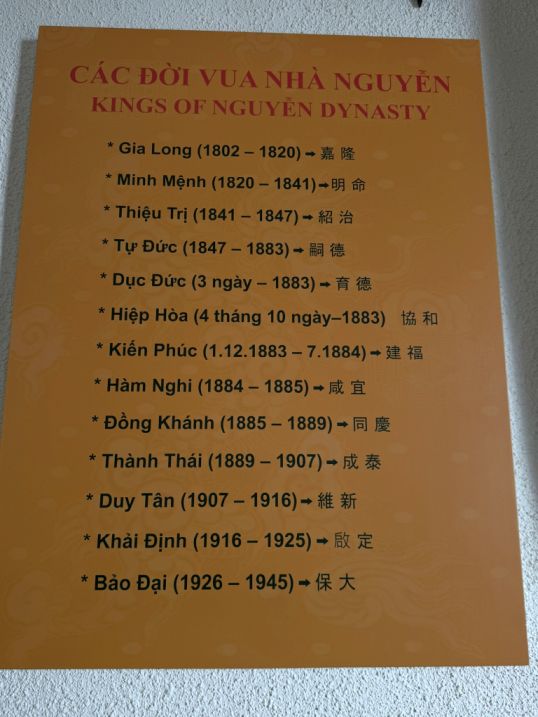 CÁC ĐỜI VUA NHÀ NGUYỄN
KINGS OF NGUYỄN DYNASTY
* Gia Long (1802 – 1820) ➡ 嘉 隆
* Minh Mệnh (1820 – 1841) ➡ 明 命
* Thiệu Trị (1841 – 1847) ➡ 紹 治
* Tự Đức (1847 – 1883) ➡ 嗣 德
* Dục Đức (3 ngày – 1883) ➡ 育 德
* Hiệp Hòa (4 tháng 10 ngày–1883) 協 和
* Kiến Phúc (1.12.1883 – 7.1884) ➡ 建 福
* Hàm Nghi (1884 – 1885) ➡ 咸 宜
* Đồng Khánh (1885 – 1889) ➡ 同 慶
* Thành Thái (1889 – 1907) ➡ 成 泰
* Duy Tân (1907 – 1916) ➡ 維 新
* Khải Định (1916 – 1925) ➡ 啟 定
* Bảo Đại (1926 – 1945) ➡ 保 大